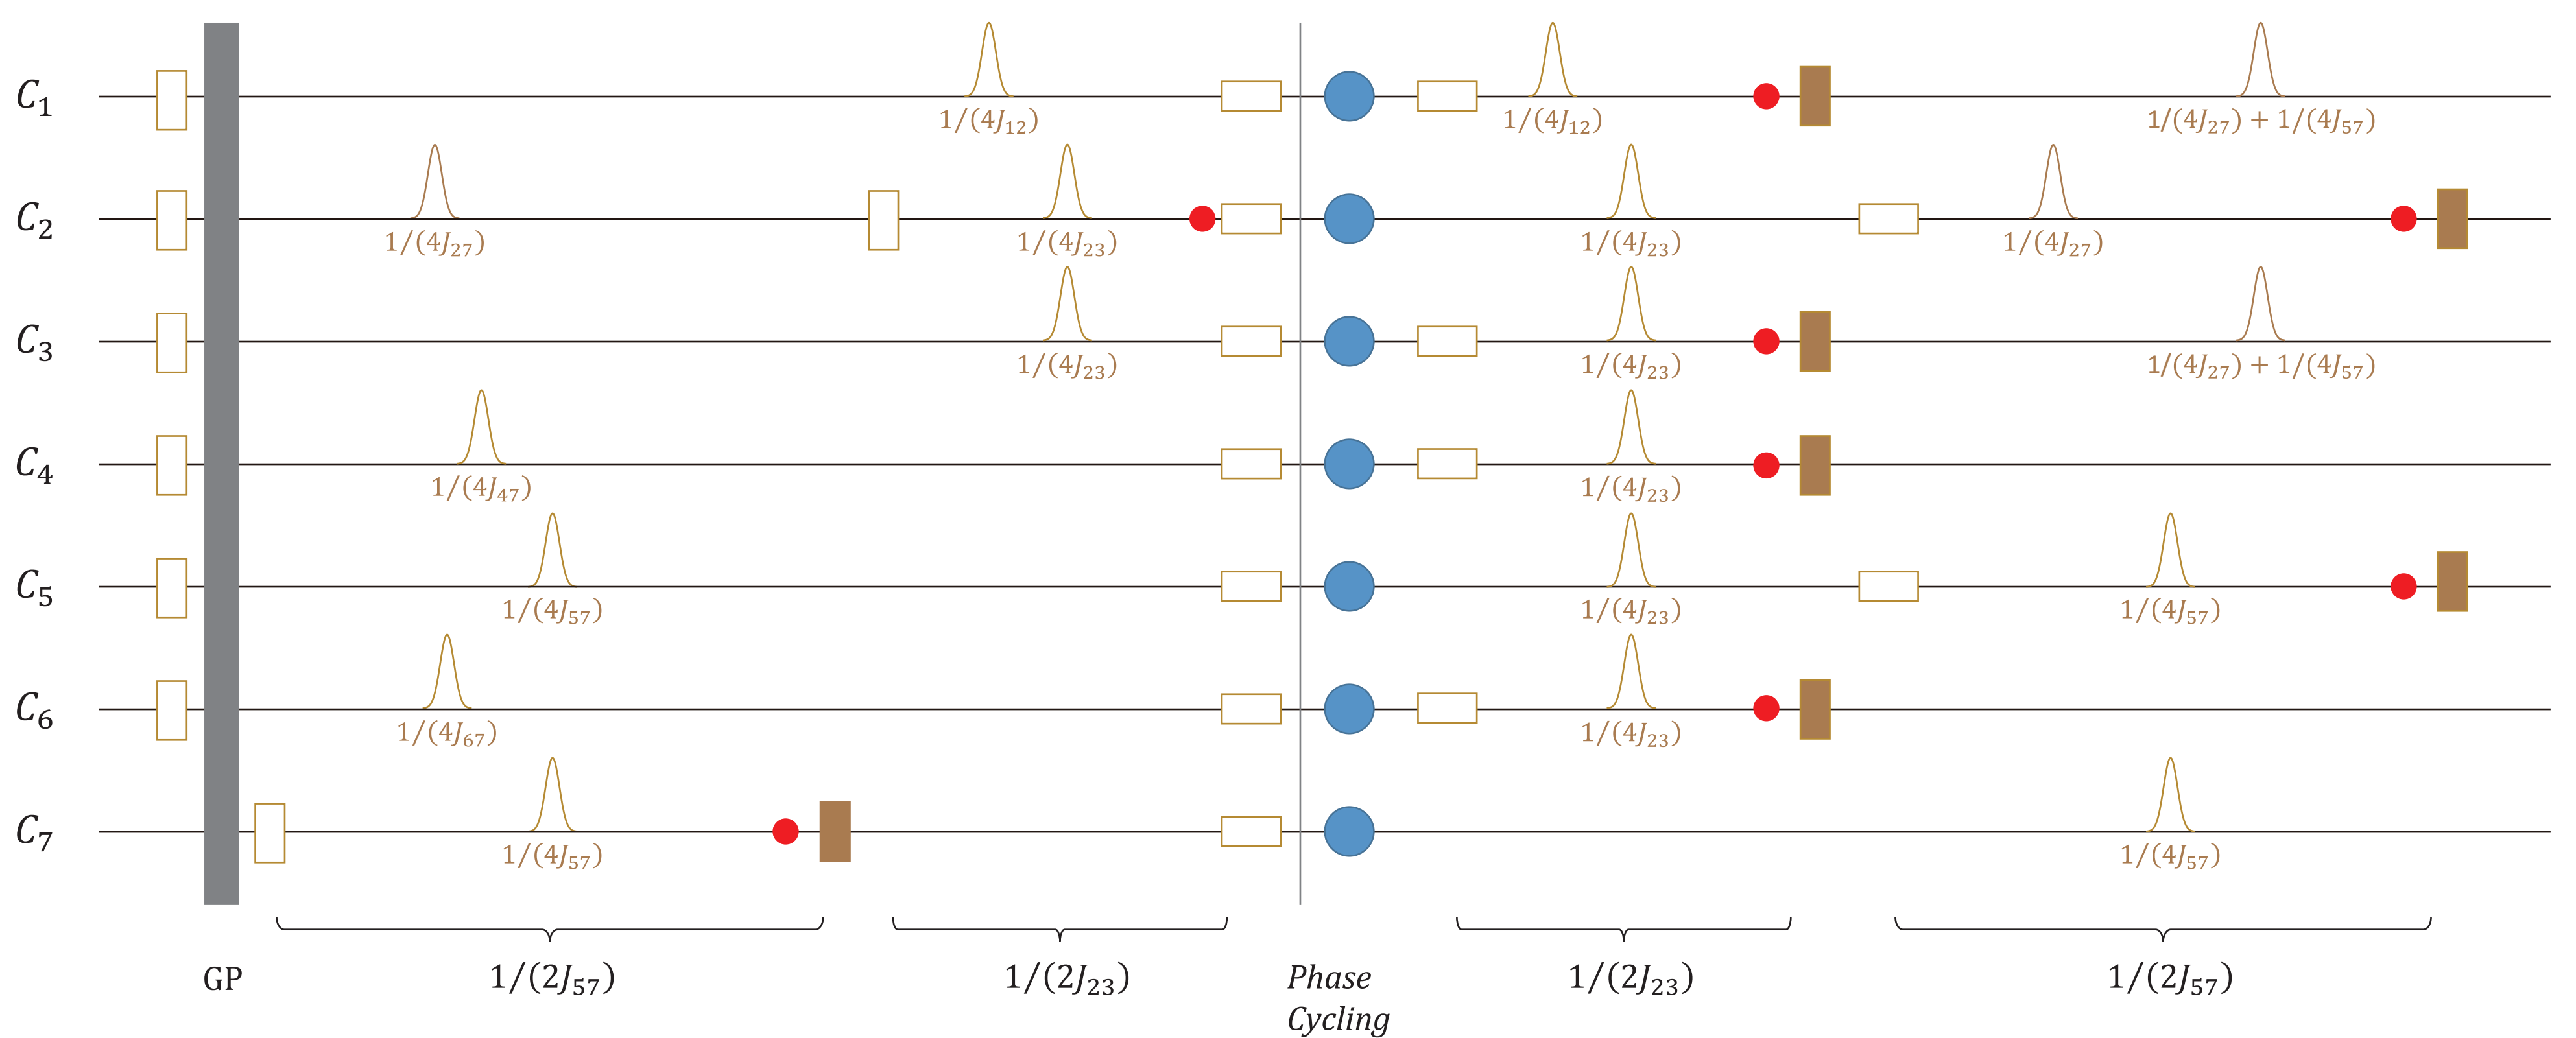 C₁
1/(4J₁₂)
1/(4J₁₂)
1/(4J₂₇) + 1/(4J₅₇)
C₂
1/(4J₂₇)
1/(4J₂₃)
1/(4J₂₃)
1/(4J₂₇)
C₃
1/(4J₂₃)
1/(4J₂₃)
1/(4J₂₇) + 1/(4J₅₇)
C₄
1/(4J₄₇)
1/(4J₂₃)
C₅
1/(4J₅₇)
1/(4J₂₃)
1/(4J₅₇)
C₆
1/(4J₆₇)
1/(4J₂₃)
C₇
1/(4J₅₇)
1/(4J₅₇)
GP
1/(2J₅₇)
1/(2J₂₃)
Phase
Cycling
1/(2J₂₃)
1/(2J₅₇)